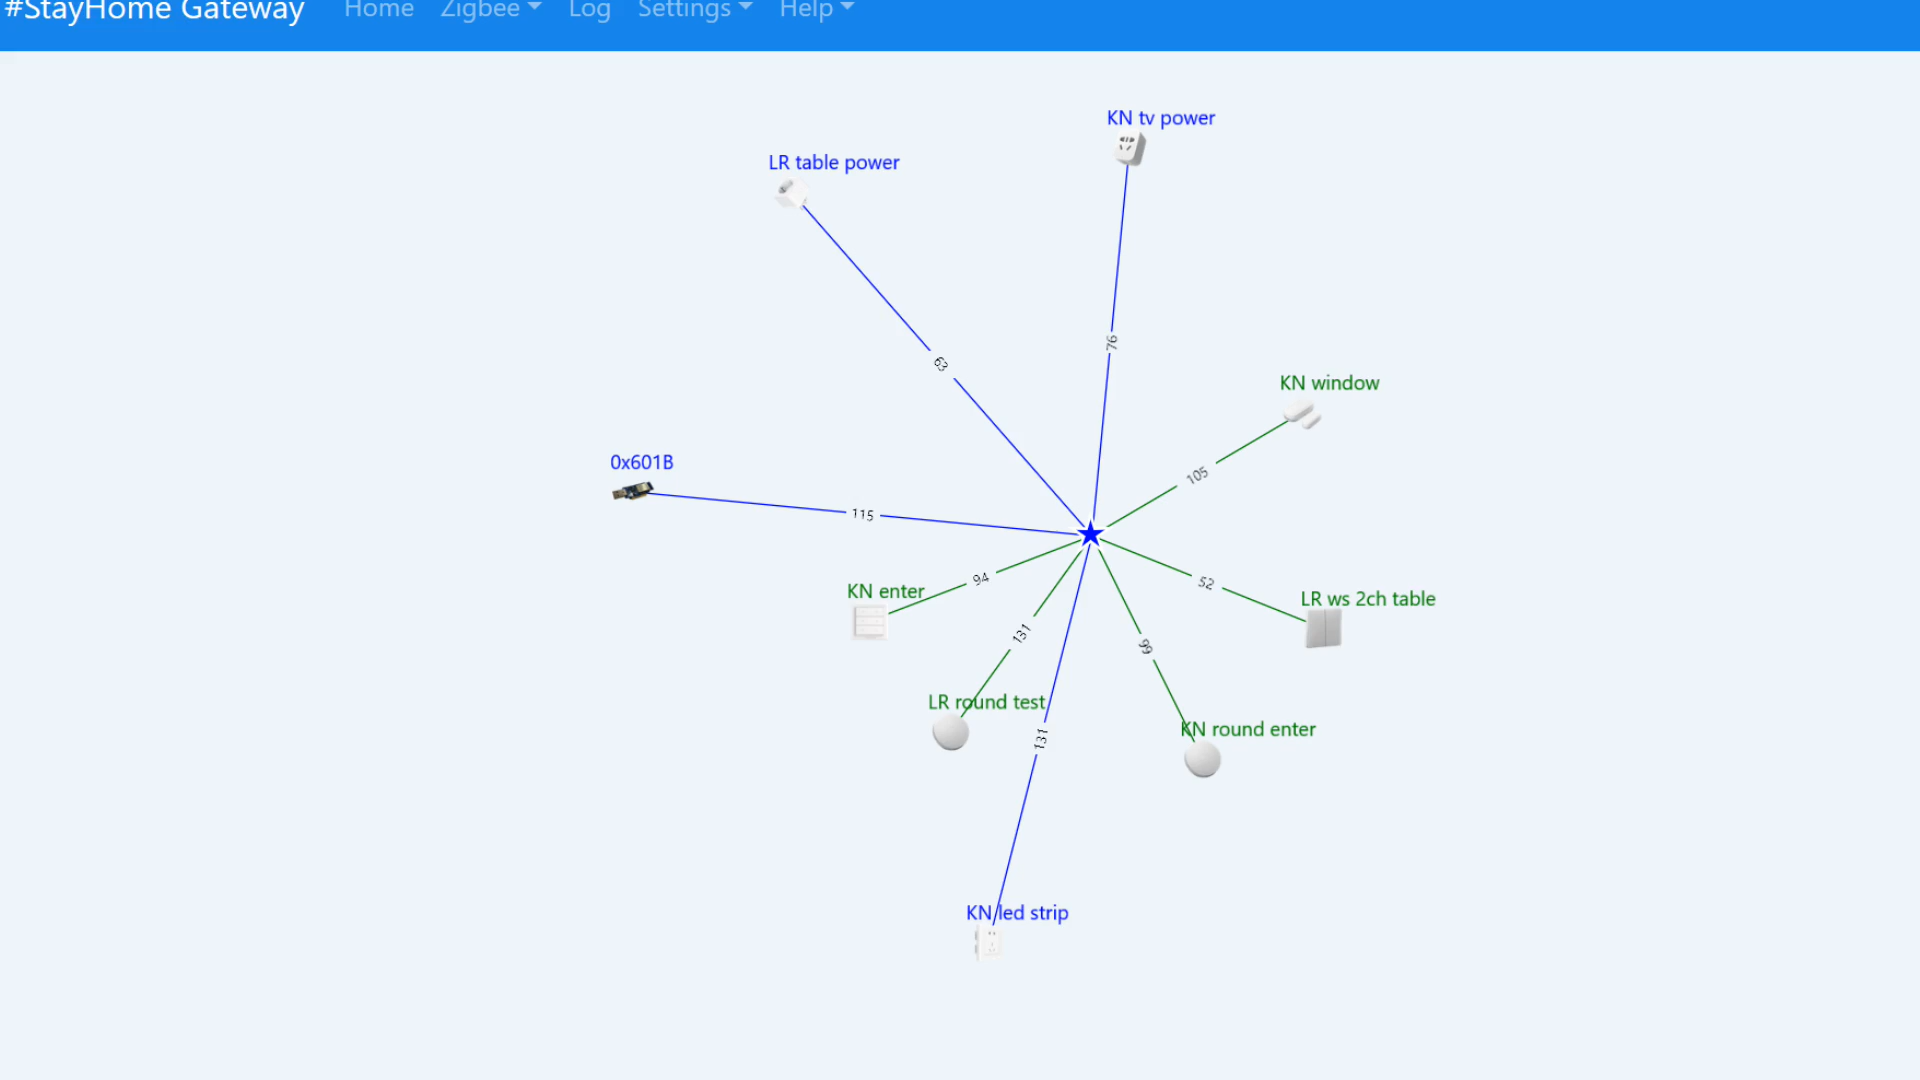 #StayHome Gateway Home Zigbee Log Settings Help
KN tv power
LR table power
76
63
KN window
0x601B
105
115
KN enter
94
52
LR ws 2ch table
131
99
LR round test
KN round enter
131
KN led strip